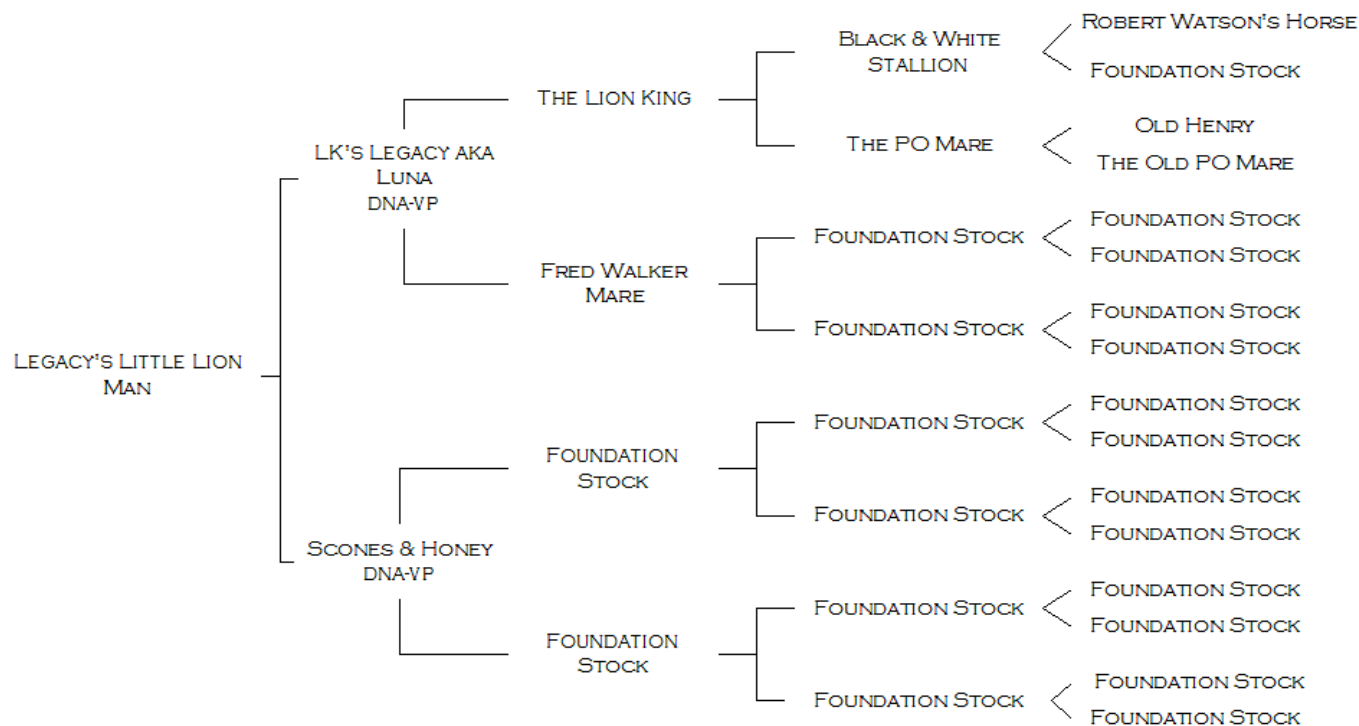 Robert Watson's Horse
Black & White
Stallion
Foundation Stock
The Lion King
Old Henry
The PO Mare
The Old PO Mare
LK's Legacy aka
Luna
DNA-VP
Foundation Stock
Foundation Stock
Foundation Stock
Fred Walker
Mare
Foundation Stock
Foundation Stock
Foundation Stock
Legacy's Little Lion
Man
Foundation Stock
Foundation Stock
Foundation Stock
Foundation
Stock
Foundation Stock
Foundation Stock
Foundation Stock
Scones & Honey
DNA-VP
Foundation Stock
Foundation Stock
Foundation Stock
Foundation
Stock
Foundation Stock
Foundation Stock
Foundation Stock